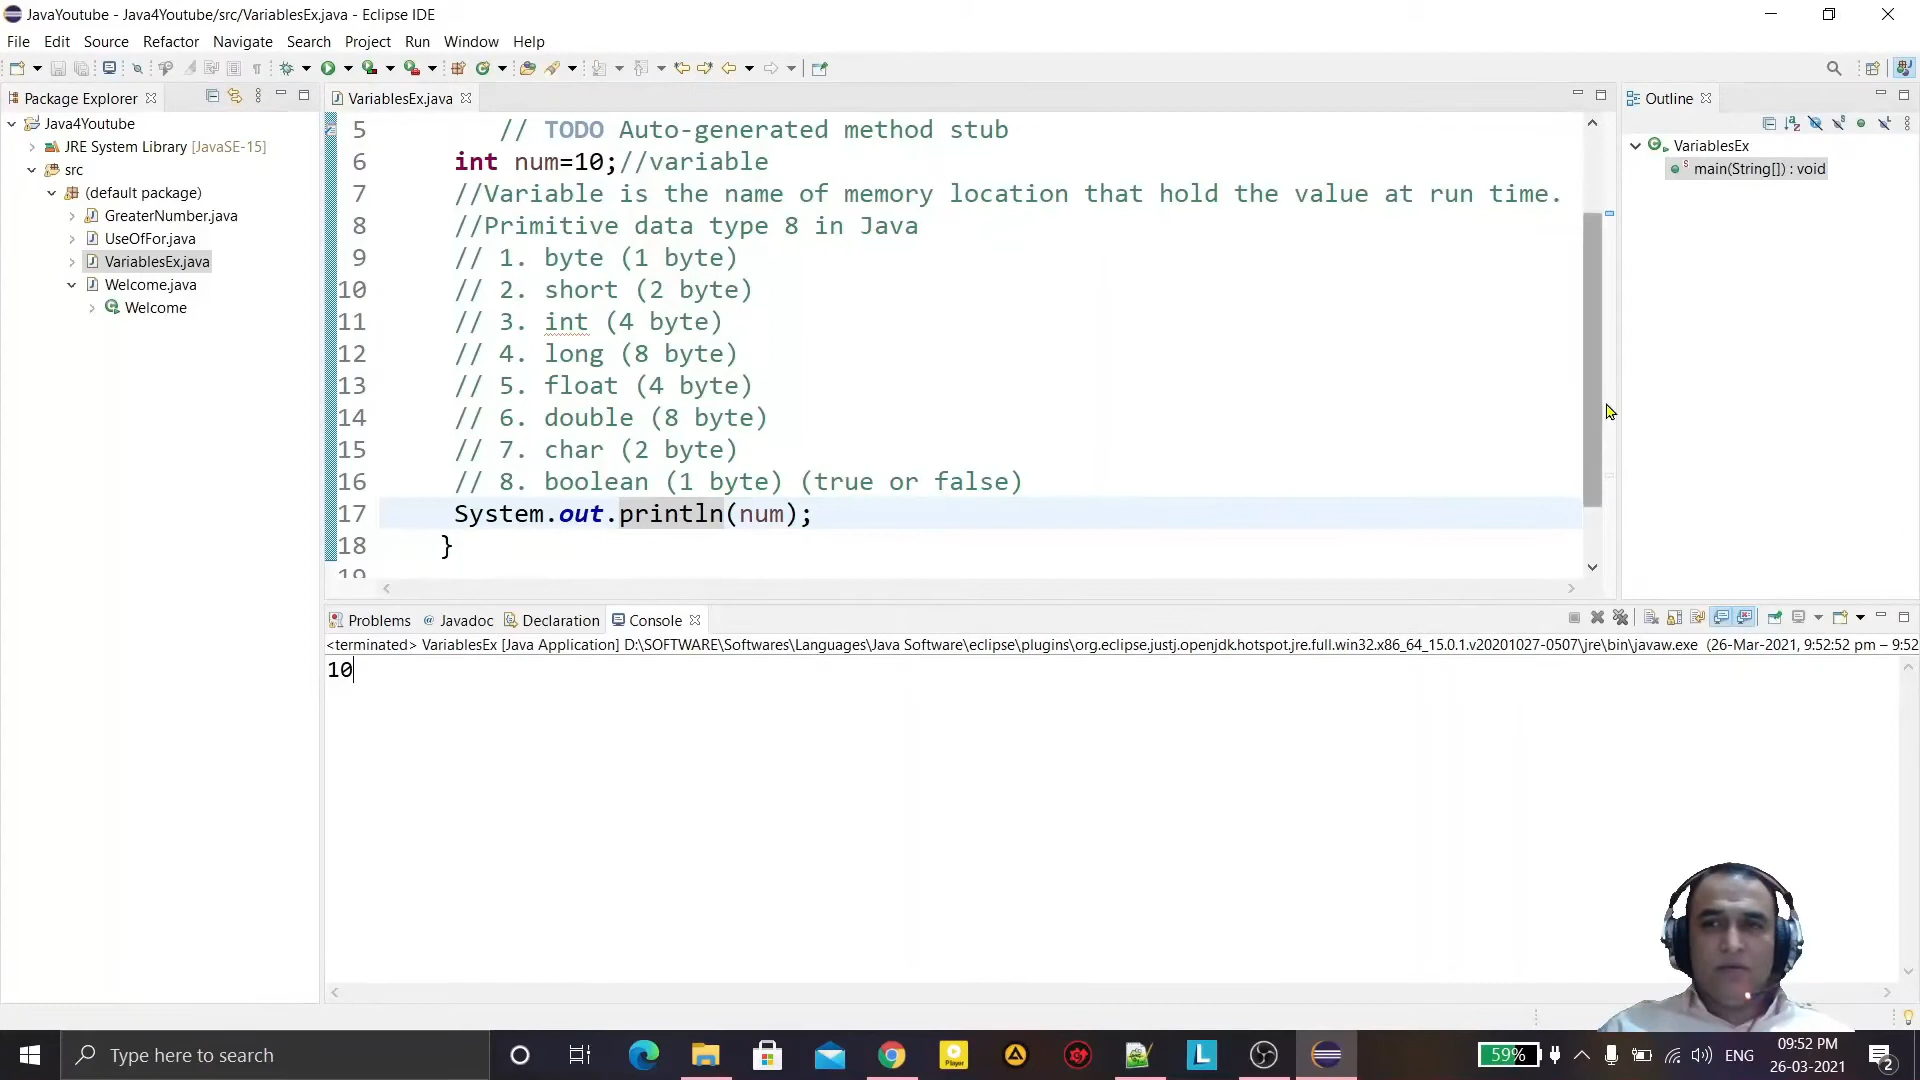 JavaYoutube - Java4Youtube/src/VariablesEx.java - Eclipse IDE
File Edit Source Refactor Navigate Search Project Run Window Help
Package Explorer
Java4Youtube
JRE System Library [JavaSE-15]
src
(default package)
GreaterNumber.java
UseOfFor.java
VariablesEx.java
Welcome.java
Welcome
VariablesEx.java
5 // TODO Auto-generated method stub
6 int num=10;//variable
7 //Variable is the name of memory location that hold the value at run time.
8 //Primitive data type 8 in Java
9 // 1. byte (1 byte)
10 // 2. short (2 byte)
11 // 3. int (4 byte)
12 // 4. long (8 byte)
13 // 5. float (4 byte)
14 // 6. double (8 byte)
15 // 7. char (2 byte)
16 // 8. boolean (1 byte) (true or false)
17 System.out.println(num);
18 }
19
Outline
VariablesEx
main(String[]) : void
Problems @ Javadoc Declaration Console
<terminated> VariablesEx [Java Application] D:\SOFTWARE\Softwares\Languages\Java Software\eclipse\plugins\org.eclipse.justj.openjdk.hotspot.jre.full.win32.x86_64_15.0.1.v20201027-0507\jre\bin\javaw.exe (26-Mar-2021, 9:52:52 pm – 9:52
10
Type here to search
Player
L
59%
ENG
09:52 PM
26-03-2021
2